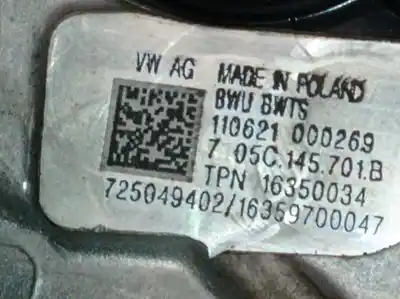 VW AG MADE IN POLAND
BWU BWTS
110621 000269
7 05C.145.701.B
TPN 16350034
725049402/16359700047